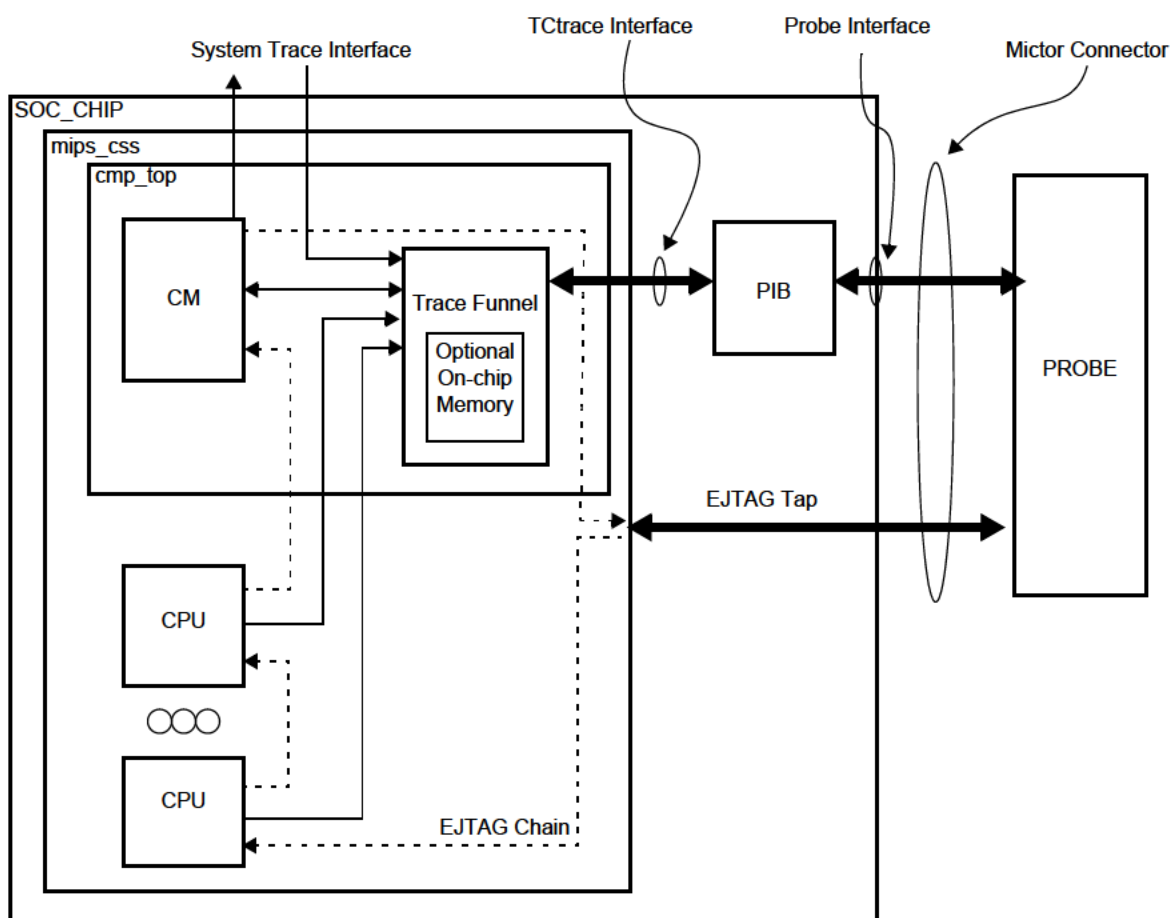 TCtrace Interface
Probe Interface
System Trace Interface
Mictor Connector
SOC_CHIP
mips_css
cmp_top
CM
Trace Funnel
Optional
On-chip
Memory
PIB
PROBE
EJTAG Tap
CPU
CPU
EJTAG Chain